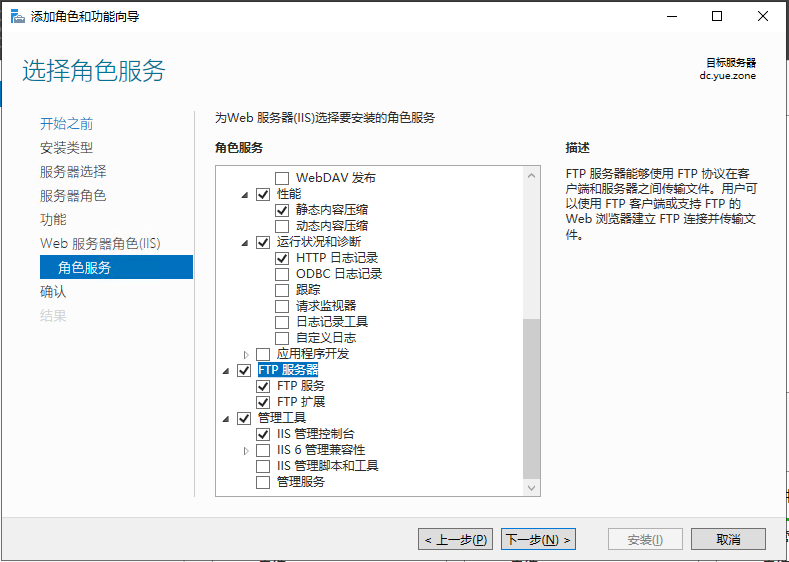 添加角色和功能向导
选择角色服务
目标服务器
dc.yue.zone
开始之前
安装类型
服务器选择
服务器角色
功能
Web 服务器角色(IIS)
角色服务
确认
结果
为Web 服务器(IIS)选择要安装的角色服务
角色服务
WebDAV 发布
性能
静态内容压缩
动态内容压缩
运行状况和诊断
HTTP 日志记录
ODBC 日志记录
跟踪
请求监视器
日志记录工具
自定义日志
应用程序开发
FTP 服务器
FTP 服务
FTP 扩展
管理工具
IIS 管理控制台
IIS 6 管理兼容性
IIS 管理脚本和工具
管理服务
描述
FTP 服务器能够使用 FTP 协议在客
户端和服务器之间传输文件。用户可
以使用 FTP 客户端或支持 FTP 的
Web 浏览器建立 FTP 连接并传输文
件。
< 上一步(P)
下一步(N) >
安装(I)
取消